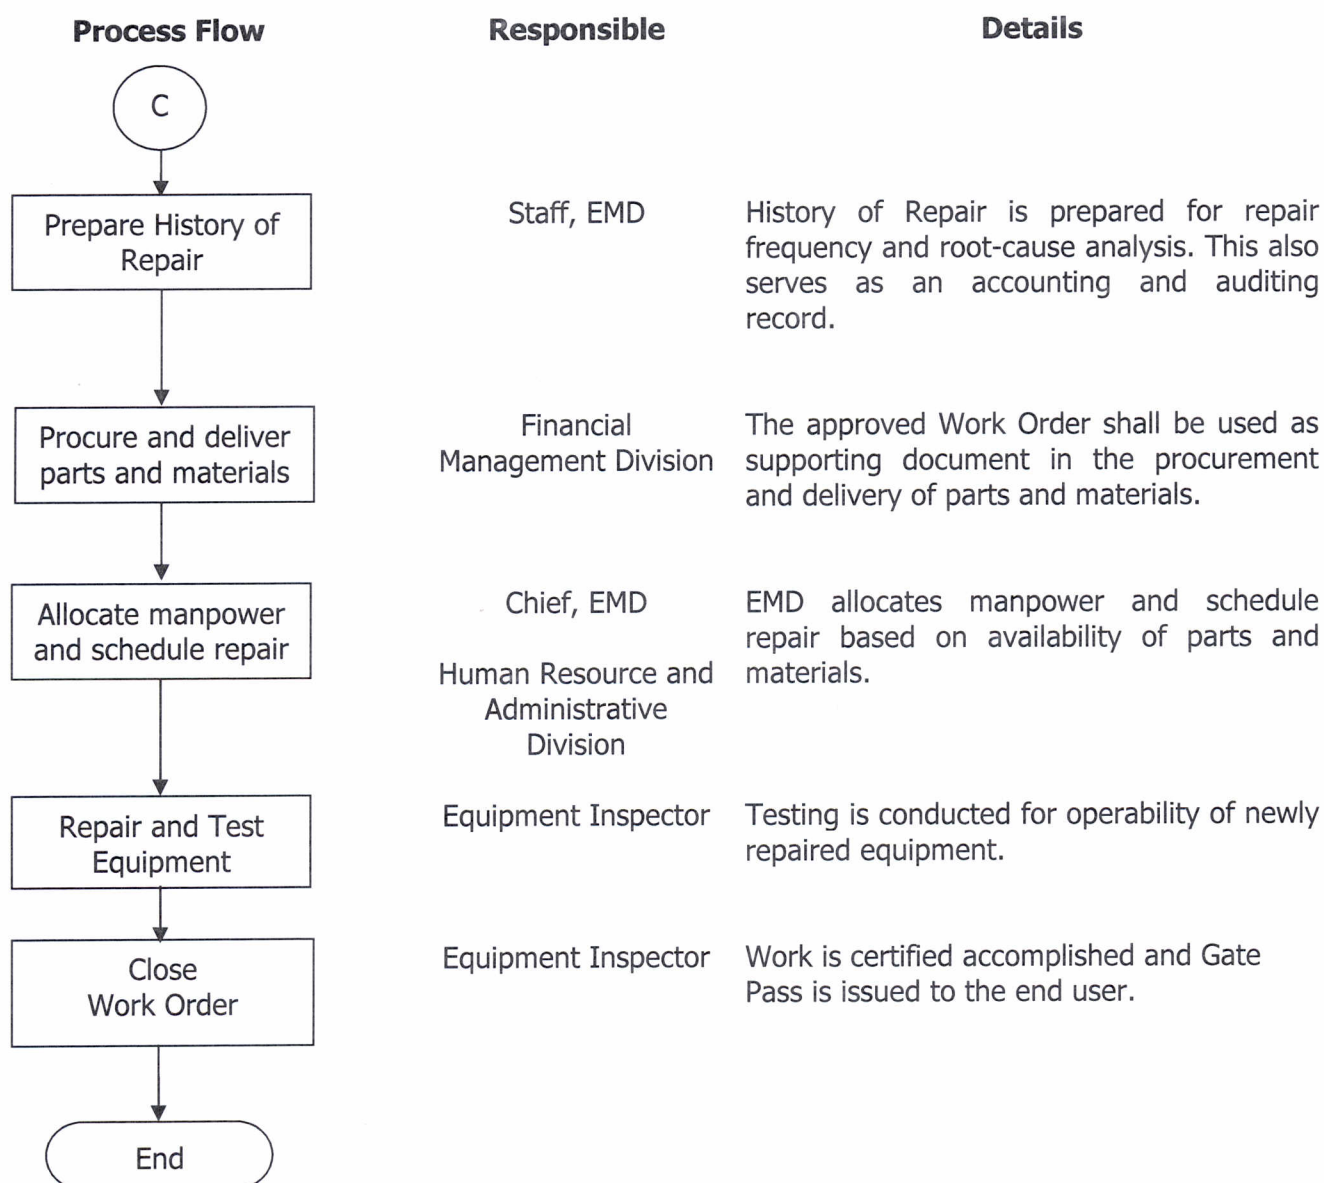 Process Flow
Responsible
Details
C
Prepare History of
Repair
Staff, EMD
History of Repair is prepared for repair
frequency and root-cause analysis. This also
serves as an accounting and auditing
record.
Procure and deliver
parts and materials
Financial
Management Division
The approved Work Order shall be used as
supporting document in the procurement
and delivery of parts and materials.
Allocate manpower
and schedule repair
Chief, EMD
Human Resource and
Administrative
Division
EMD allocates manpower and schedule
repair based on availability of parts and
materials.
Repair and Test
Equipment
Equipment Inspector
Testing is conducted for operability of newly
repaired equipment.
Close
Work Order
Equipment Inspector
Work is certified accomplished and Gate
Pass is issued to the end user.
End